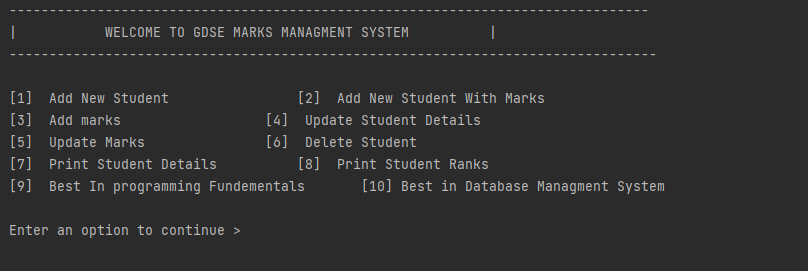 --------------------------------------------------------------------------------
|           WELCOME TO GDSE MARKS MANAGMENT SYSTEM          |
---------------------------------------------------------------------------------
[1]  Add New Student                [2]  Add New Student With Marks
[3]  Add marks                  [4]  Update Student Details
[5]  Update Marks               [6]  Delete Student
[7]  Print Student Details          [8]  Print Student Ranks
[9]  Best In programming Fundementals       [10] Best in Database Managment System
Enter an option to continue >